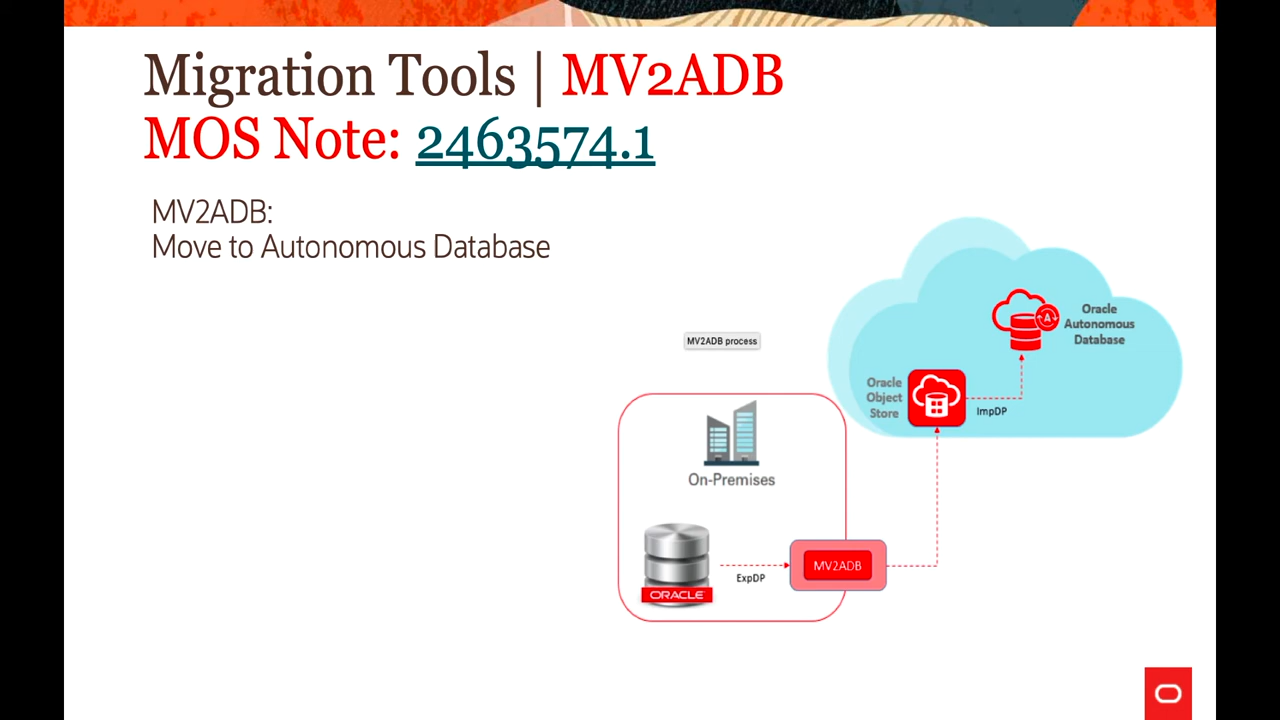 Migration Tools | MV2ADB
MOS Note: 2463574.1
MV2ADB:
Move to Autonomous Database
MV2ADB process
Oracle
Autonomous
Database
A
Oracle
Object
Store
ImpDP
On-Premises
MV2ADB
ExpDP
ORACLE